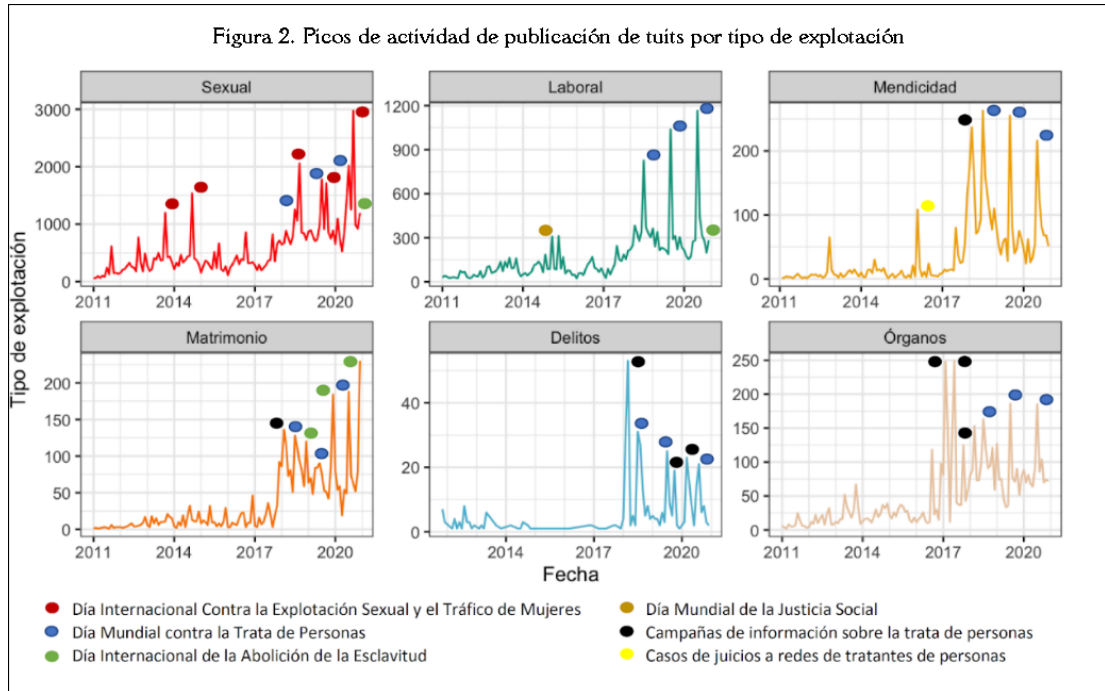 Figura 2. Picos de actividad de publicación de tuits por tipo de explotación
Sexual
Laboral
Mendicidad
3000
2000
1000
0
2011 2014 2017 2020
1200
900
600
300
0
2011 2014 2017 2020
200
100
0
2011 2014 2017 2020
Tipo de explotación
Matrimonio
Delitos
Órganos
200
150
100
50
0
2011 2014 2017 2020
40
20
0
2014 2017 2020
250
200
150
100
50
0
2011 2014 2017 2020
Fecha
Día Internacional Contra la Explotación Sexual y el Tráfico de Mujeres
Día Mundial de la Justicia Social
Día Mundial contra la Trata de Personas
Campañas de información sobre la trata de personas
Día Internacional de la Abolición de la Esclavitud
Casos de juicios a redes de tratantes de personas